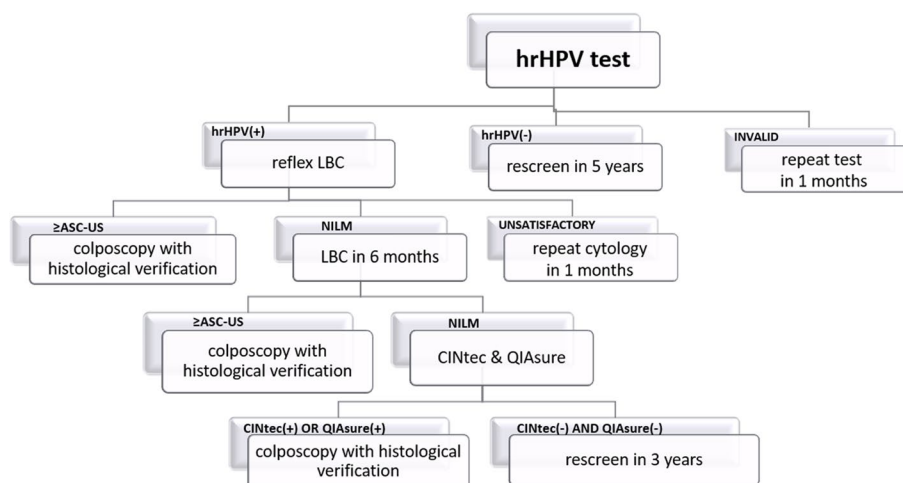 hrHPV test
hrHPV(+)
reflex LBC
hrHPV(-)
rescreen in 5 years
INVALID
repeat test
in 1 months
≥ASC-US
colposcopy with
histological verification
NILM
LBC in 6 months
UNSATISFACTORY
repeat cytology
in 1 months
≥ASC-US
colposcopy with
histological verification
NILM
CINtec & QIAsure
CINtec(+) OR QIAsure(+)
colposcopy with histological
verification
CINtec(-) AND QIAsure(-)
rescreen in 3 years